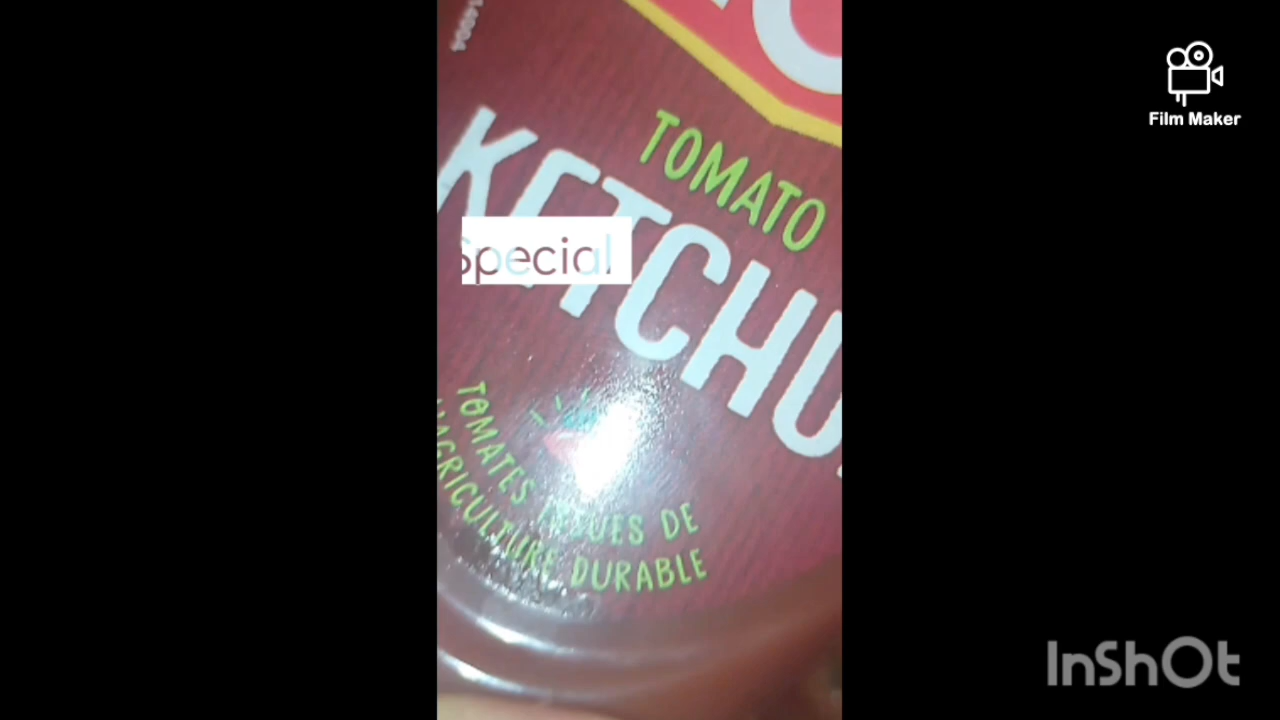 TOMATO
KETCHU
Special
TOMATES ISSUES DE
L'AGRICULTURE DURABLE
Film Maker
InShOt